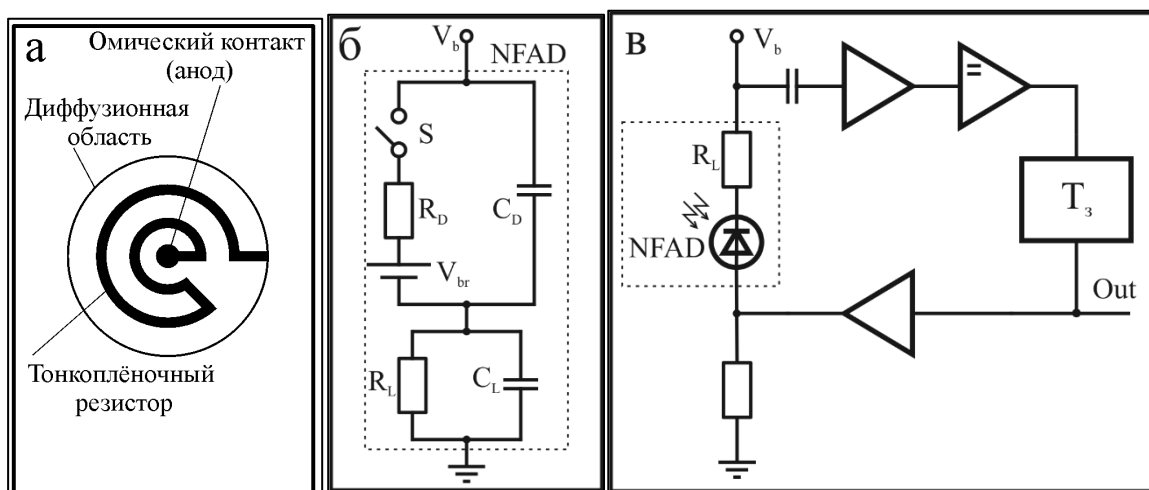 а
Омический контакт
(анод)
Диффузионная
область
Тонкоплёночный
резистор
б
V_b
NFAD
S
R_D
C_D
V_br
R_L
C_L
в
V_b
R_L
NFAD
=
T_з
Out